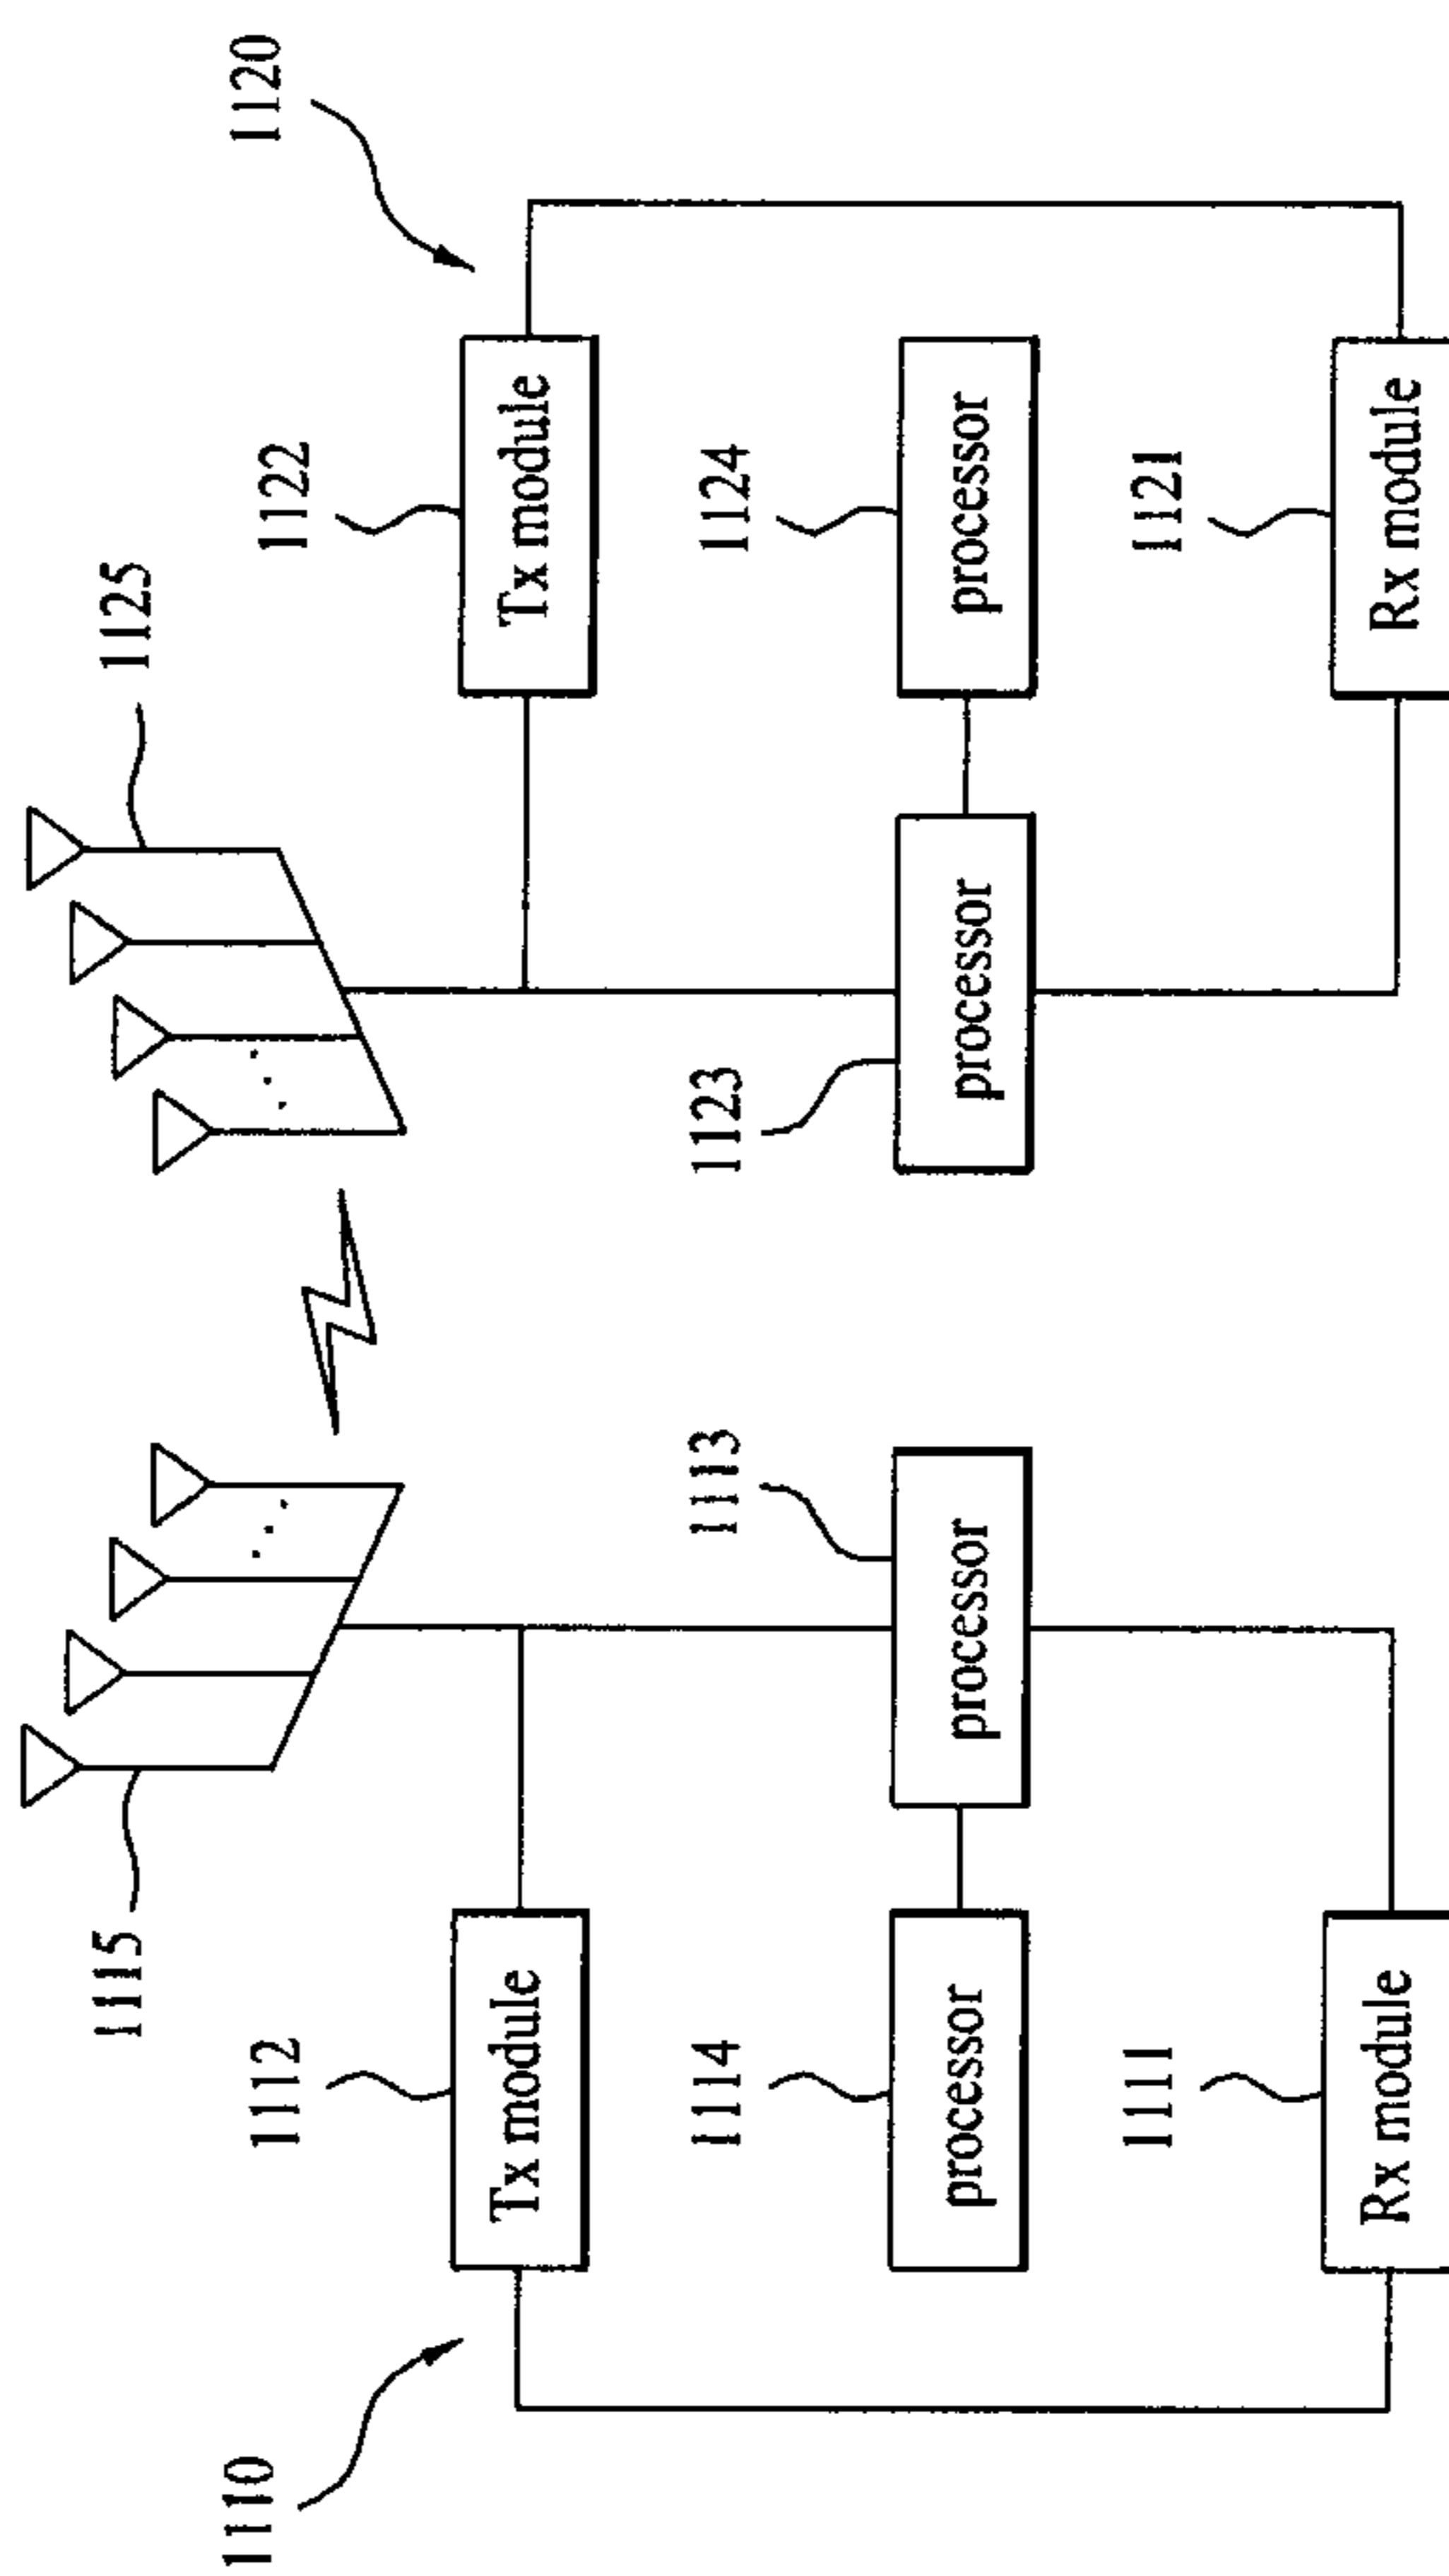 1115
1125
1110
1112
Tx module
1122
Tx module
1120
1114
processor
1113
processor
1123
processor
1124
processor
1111
Rx module
1121
Rx module